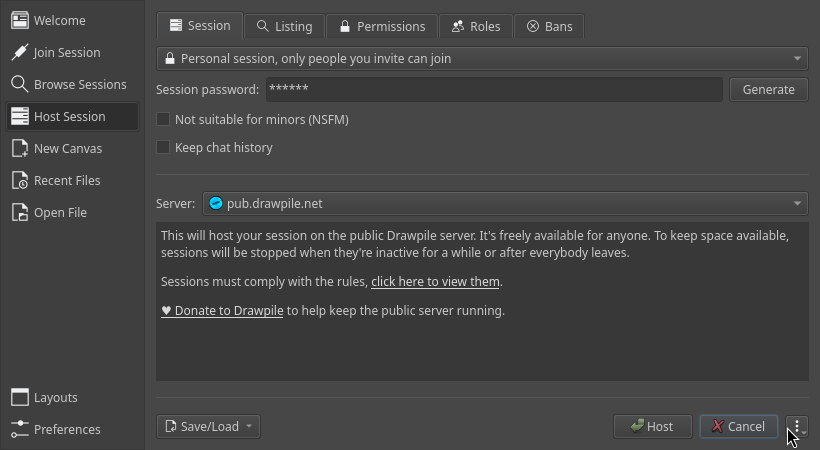 Welcome
Join Session
Browse Sessions
Host Session
New Canvas
Recent Files
Open File
Layouts
Preferences
Session
Listing
Permissions
Roles
Bans
Personal session, only people you invite can join
Session password: ******
Generate
Not suitable for minors (NSFM)
Keep chat history
Server: pub.drawpile.net
This will host your session on the public Drawpile server. It's freely available for anyone. To keep space available,
sessions will be stopped when they're inactive for a while or after everybody leaves.
Sessions must comply with the rules, click here to view them.
♥ Donate to Drawpile to help keep the public server running.
Save/Load
Host
Cancel